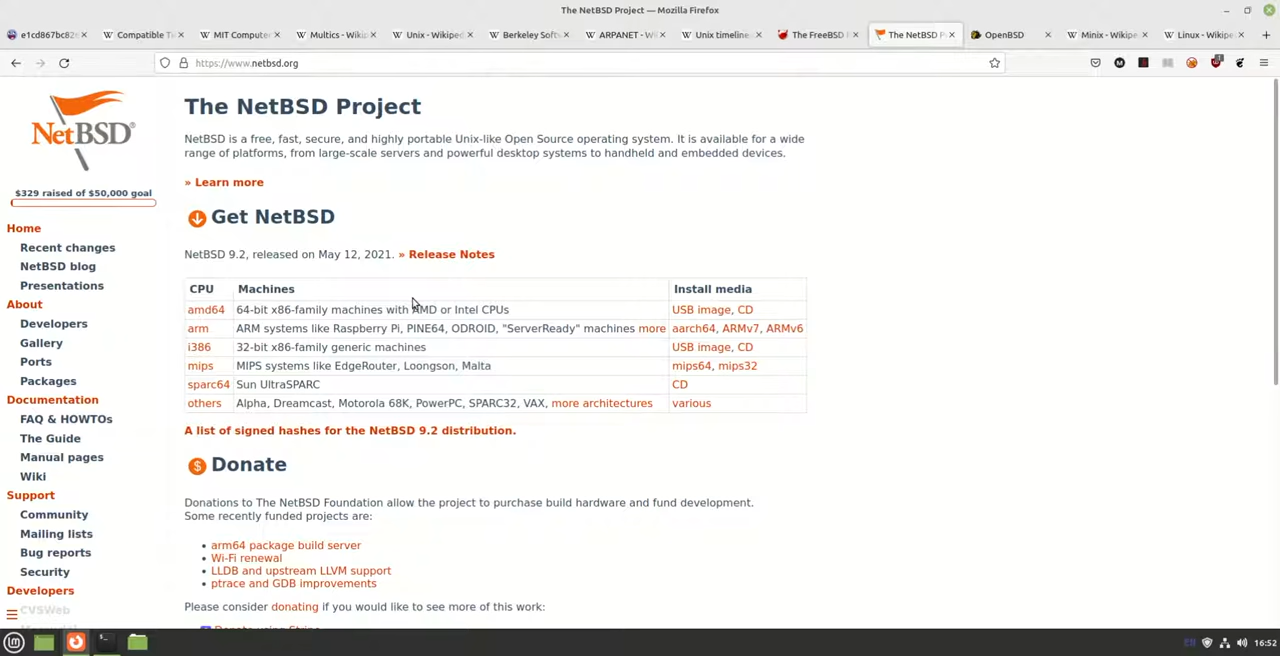 The NetBSD Project — Mozilla Firefox
e1cd867bc82
Compatible Ti
MIT Compute
Multics - Wiki
Unix - Wikiped
Berkeley Soft
ARPANET - Wi
Unix timeline
The FreeBSD
The NetBSD P
OpenBSD
Minix - Wikipe
Linux - Wikipe
https://www.netbsd.org
NetBSD®
$329 raised of $50,000 goal
Home
Recent changes
NetBSD blog
Presentations
About
Developers
Gallery
Ports
Packages
Documentation
FAQ & HOWTOs
The Guide
Manual pages
Wiki
Support
Community
Mailing lists
Bug reports
Security
Developers
CVSWeb
The NetBSD Project
NetBSD is a free, fast, secure, and highly portable Unix-like Open Source operating system. It is available for a wide
range of platforms, from large-scale servers and powerful desktop systems to handheld and embedded devices.
» Learn more
Get NetBSD
NetBSD 9.2, released on May 12, 2021. » Release Notes
CPU Machines Install media
amd64 64-bit x86-family machines with AMD or Intel CPUs USB image, CD
arm ARM systems like Raspberry Pi, PINE64, ODROID, "ServerReady" machines more aarch64, ARMv7, ARMv6
i386 32-bit x86-family generic machines USB image, CD
mips MIPS systems like EdgeRouter, Loongson, Malta mips64, mips32
sparc64 Sun UltraSPARC CD
others Alpha, Dreamcast, Motorola 68K, PowerPC, SPARC32, VAX, more architectures various
A list of signed hashes for the NetBSD 9.2 distribution.
$ Donate
Donations to The NetBSD Foundation allow the project to purchase build hardware and fund development.
Some recently funded projects are:
• arm64 package build server
• Wi-Fi renewal
• LLDB and upstream LLVM support
• ptrace and GDB improvements
Please consider donating if you would like to see more of this work:
16:52